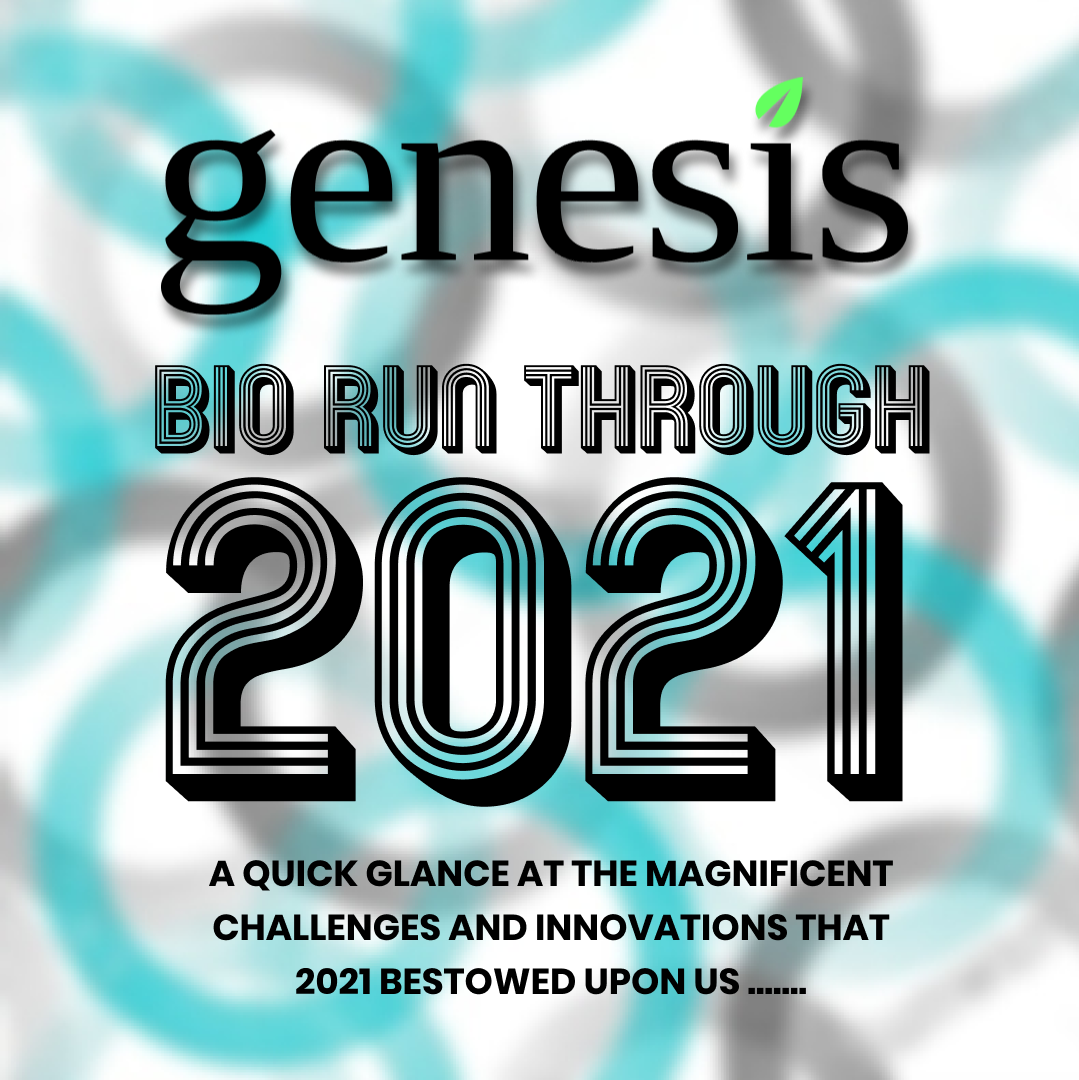 genesis
BIO RUN THROUGH
2021
A QUICK GLANCE AT THE MAGNIFICENT
CHALLENGES AND INNOVATIONS THAT
2021 BESTOWED UPON US .......